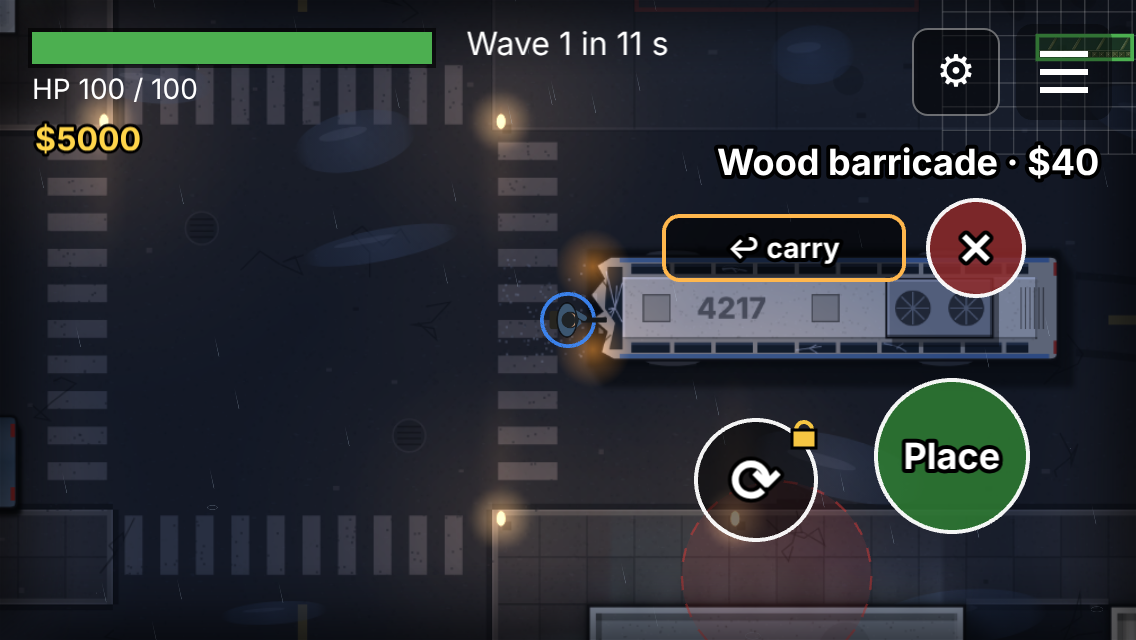 Wave 1 in 11 s
HP 100 / 100
$5000
Wood barricade · $40
↩ carry
4217
Place